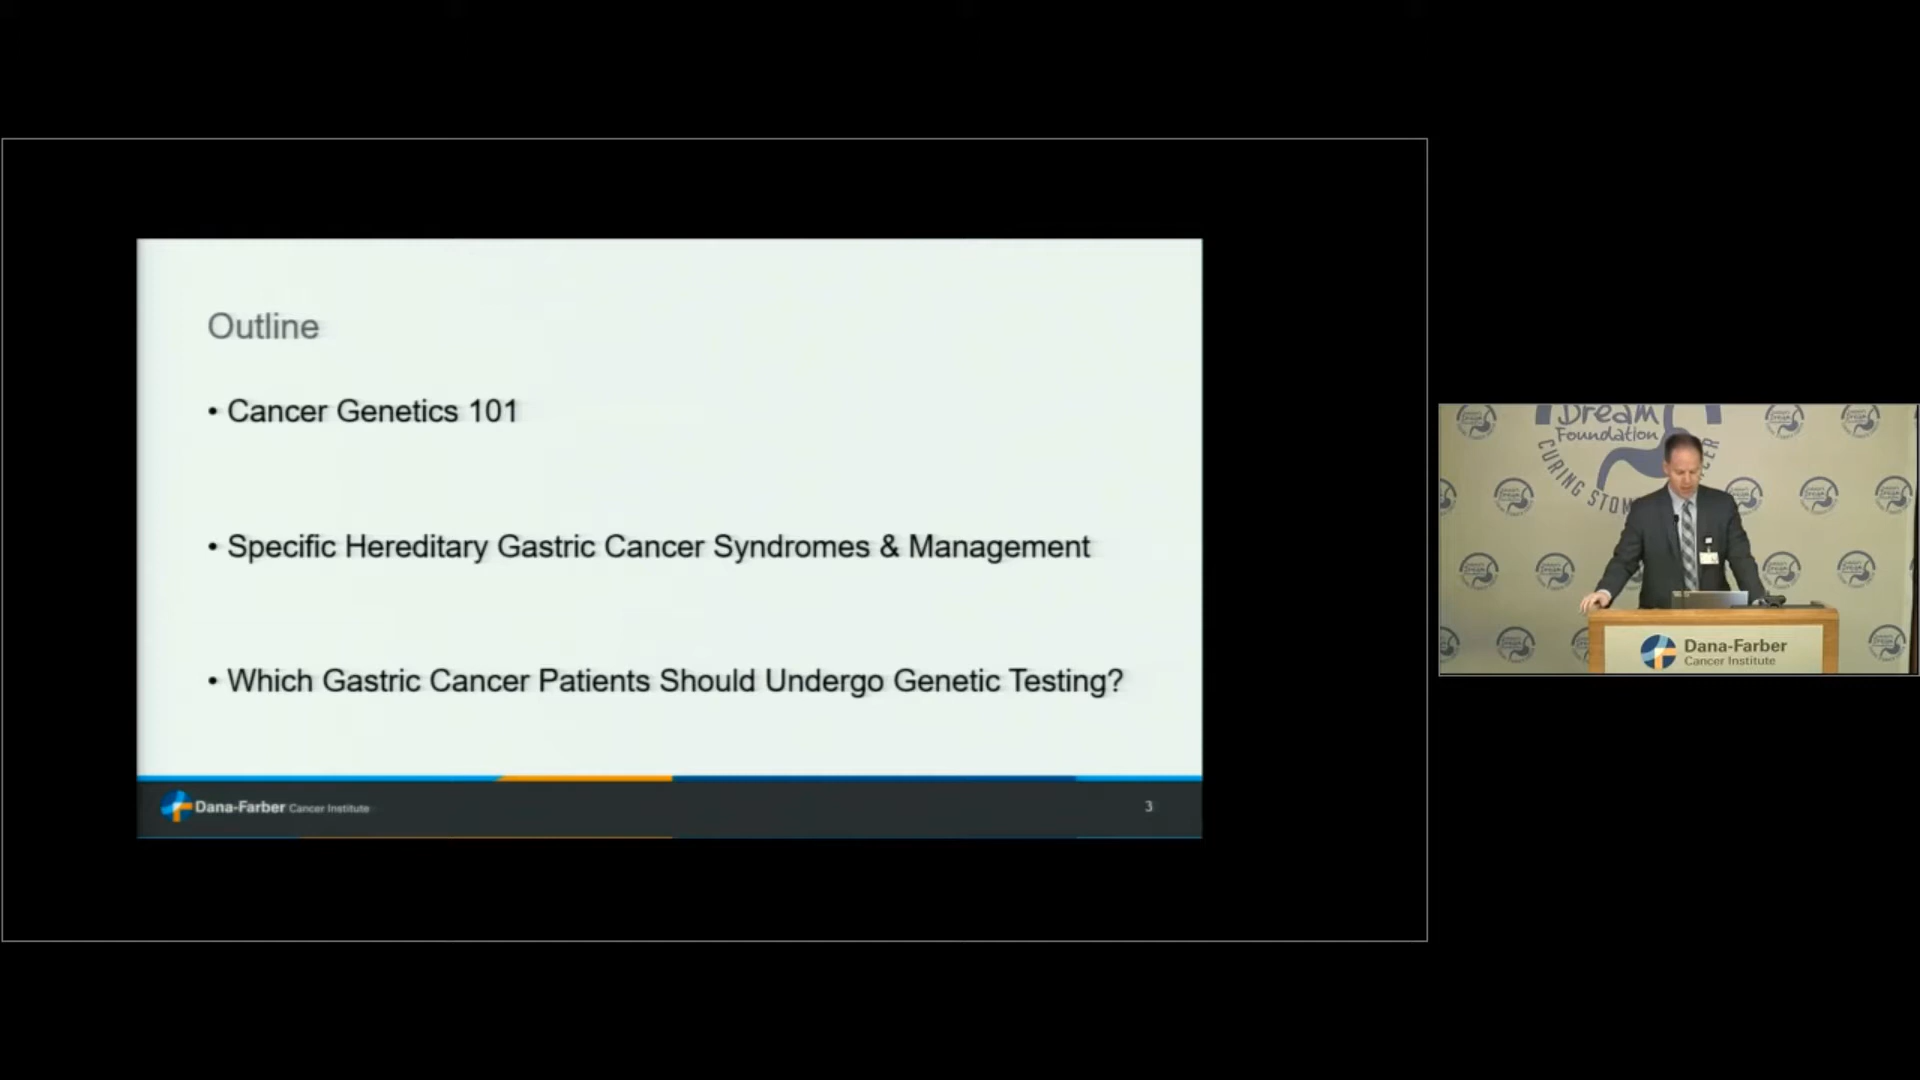 Outline
• Cancer Genetics 101
• Specific Hereditary Gastric Cancer Syndromes & Management
• Which Gastric Cancer Patients Should Undergo Genetic Testing?
Dana-Farber Cancer Institute
3
Dream
Foundation
CURING STOM
ER
Dana-Farber
Cancer Institute